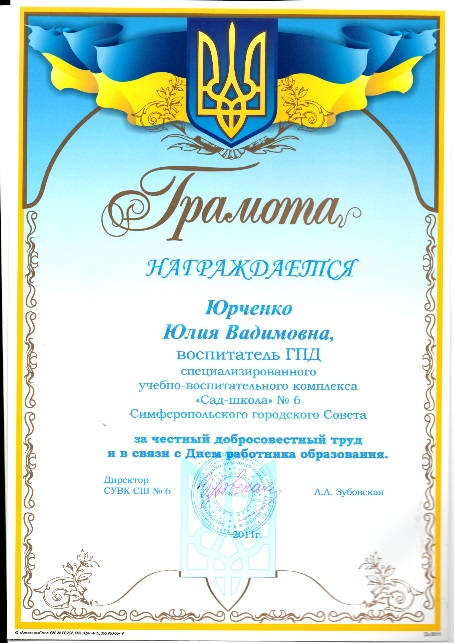 Грамота
НАГРАЖДАЕТСЯ
Юрченко
Юлия Вадимовна,
воспитатель ГПД
специализированного
учебно-воспитательного комплекса
«Сад-школа» № 6
Симферопольского городского Совета
за честный добросовестный труд
и в связи с Днем работника образования.
Директор
СУВК СШ № 6
Л.А. Зубовская
2011г.